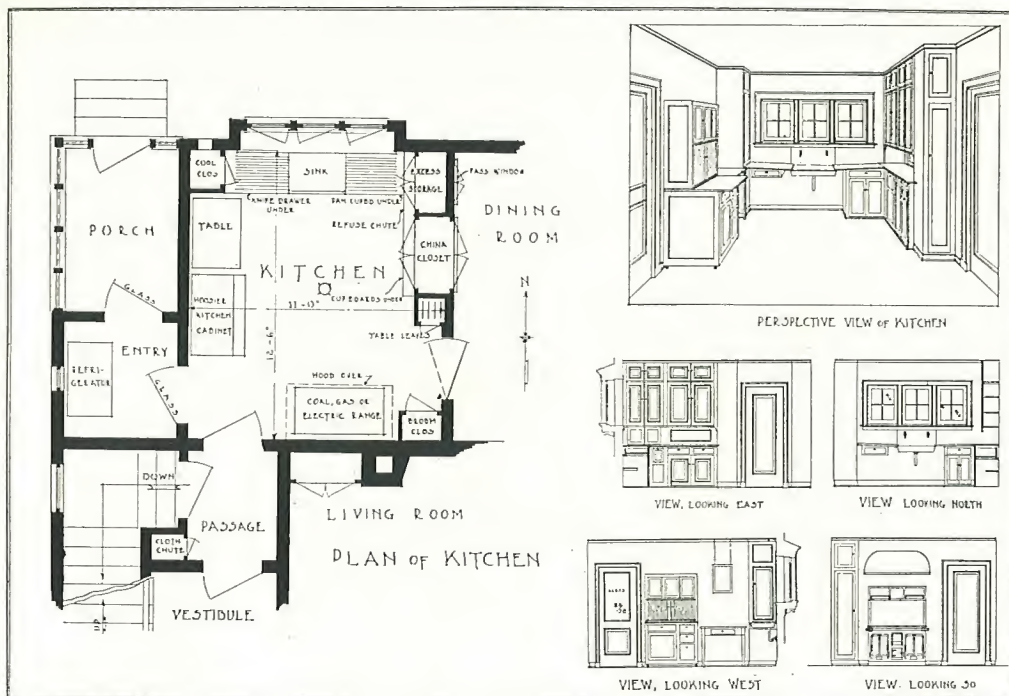 COOL
CLOS
SINK
EXCESS
STORAGE
PASS WINDOW
KNIFE DRAWER
UNDER
PAN CUPBD UNDER
REFUSE CHUTE
DINING
ROOM
PORCH
TABLE
CHINA
CLOSET
KITCHEN
GLASS
HOOSIER
KITCHEN
CABINET
11'-0"
CUPBOARDS UNDER
12'-6"
N
TABLE LEAVES
ENTRY
REFRI-
GERATOR
GLASS
HOOD OVER
COAL, GAS OR
ELECTRIC RANGE
BROOM
CLOS
DOWN
PASSAGE
LIVING ROOM
CLOTH
CHUTE
PLAN OF KITCHEN
VESTIBULE
UP
PERSPECTIVE VIEW OF KITCHEN
VIEW, LOOKING EAST
VIEW LOOKING NORTH
GLASS
VIEW, LOOKING WEST
VIEW. LOOKING SO